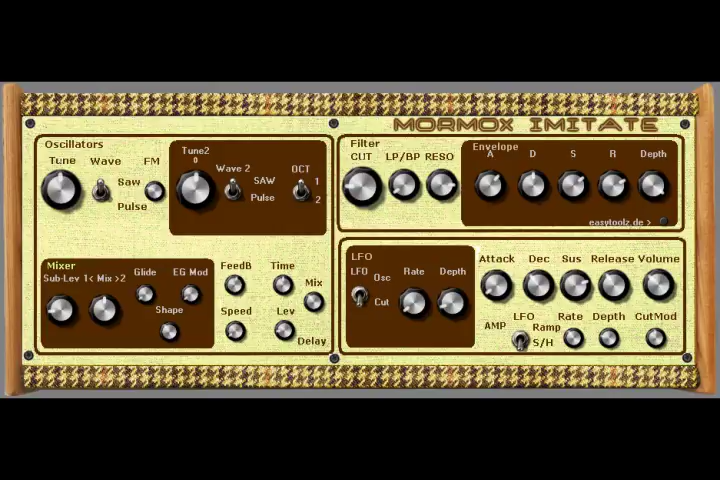 MORMOX IMITATE
Oscillators
Tune Wave FM
Saw
Pulse
Tune2
0
Wave 2
SAW
Pulse
OCT
1
2
Filter
CUT LP/BP RESO
Envelope
A D S R Depth
easytoolz.de >
Mixer
Sub-Lev 1< Mix >2
Glide EG Mod
Shape
FeedB Time
Mix
Speed Lev
Delay
LFO
LFO
Osc
Cut
Rate Depth
Attack Dec Sus Release Volume
AMP
LFO
Ramp
S/H
Rate Depth CutMod